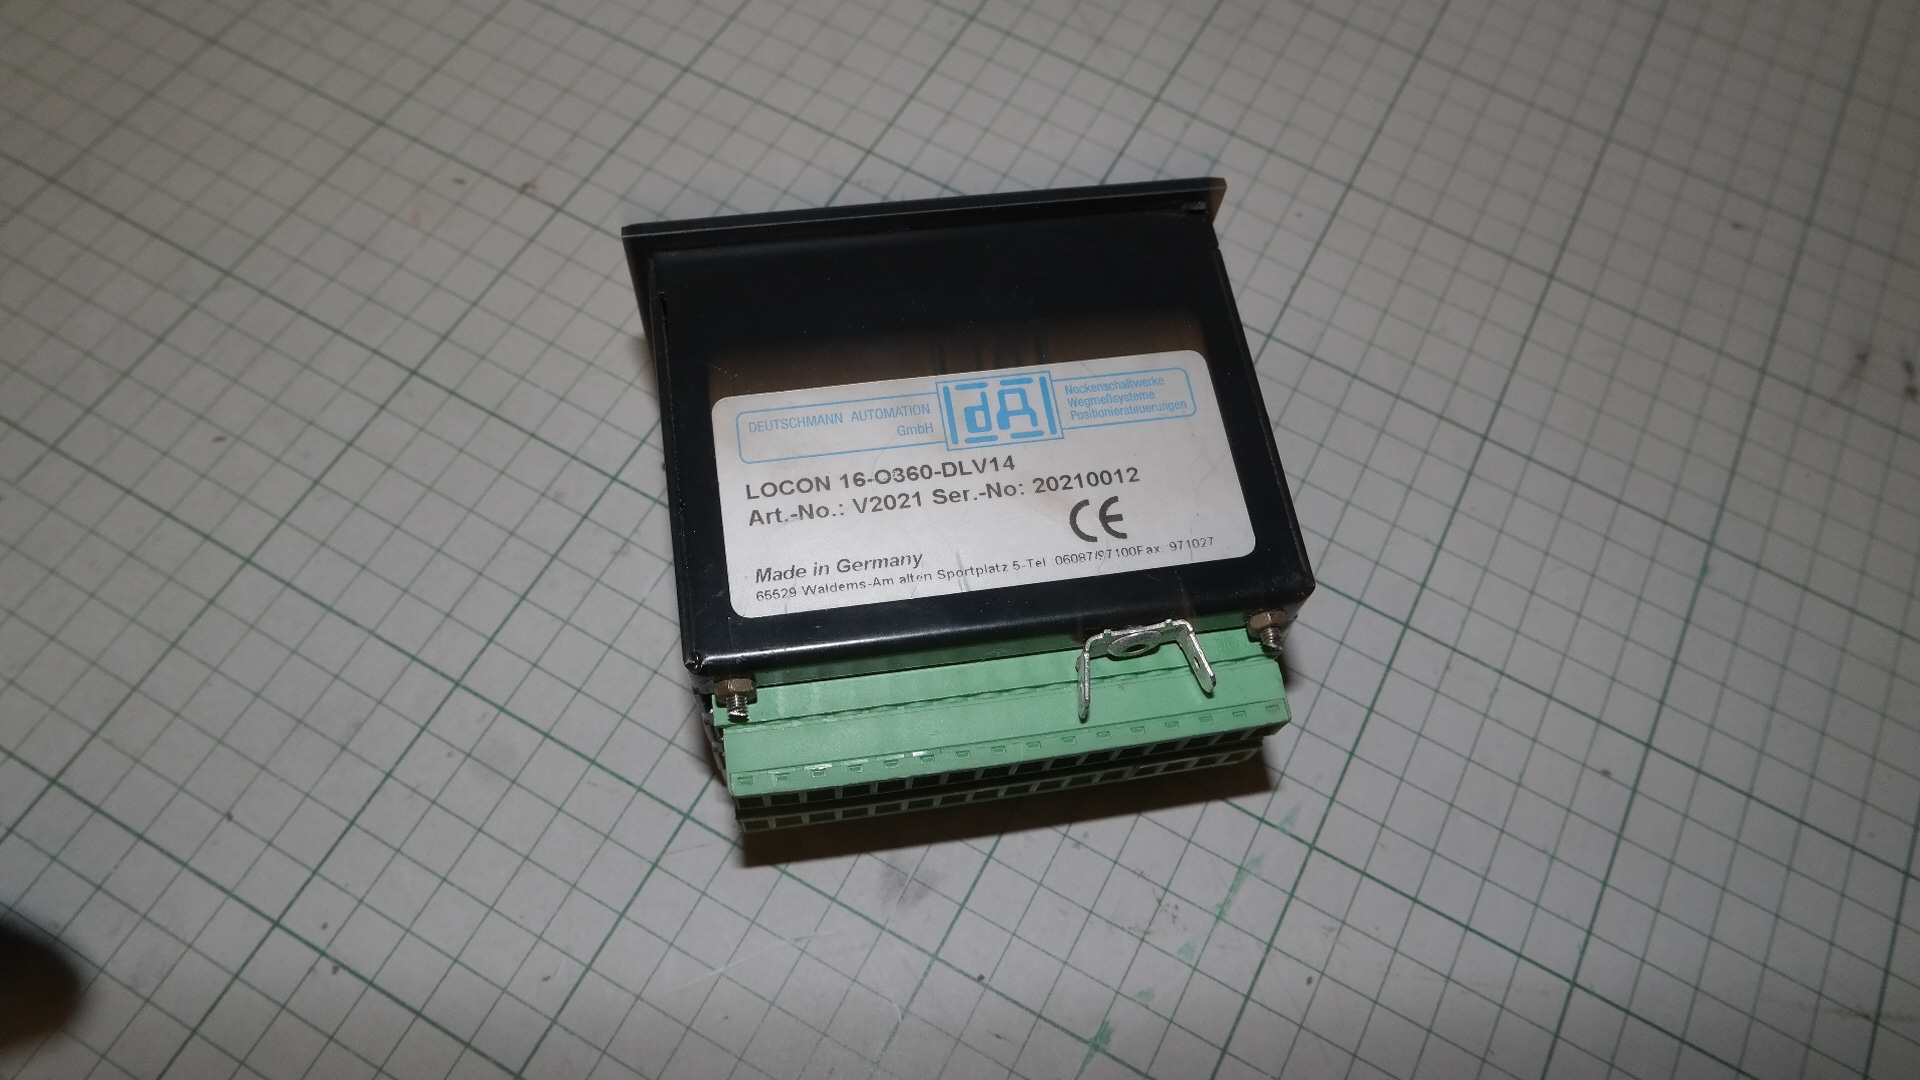 DEUTSCHMANN AUTOMATION
GmbH
dA
Nockenschaltwerke
Wegmeßsysteme
Positioniersteuerungen
LOCON 16-O360-DLV14
Art.-No.: V2021 Ser.-No: 20210012
CE
Made in Germany
65529 Waldems-Am alten Sportplatz 5-Tel. 06087/97100Fax. 971027